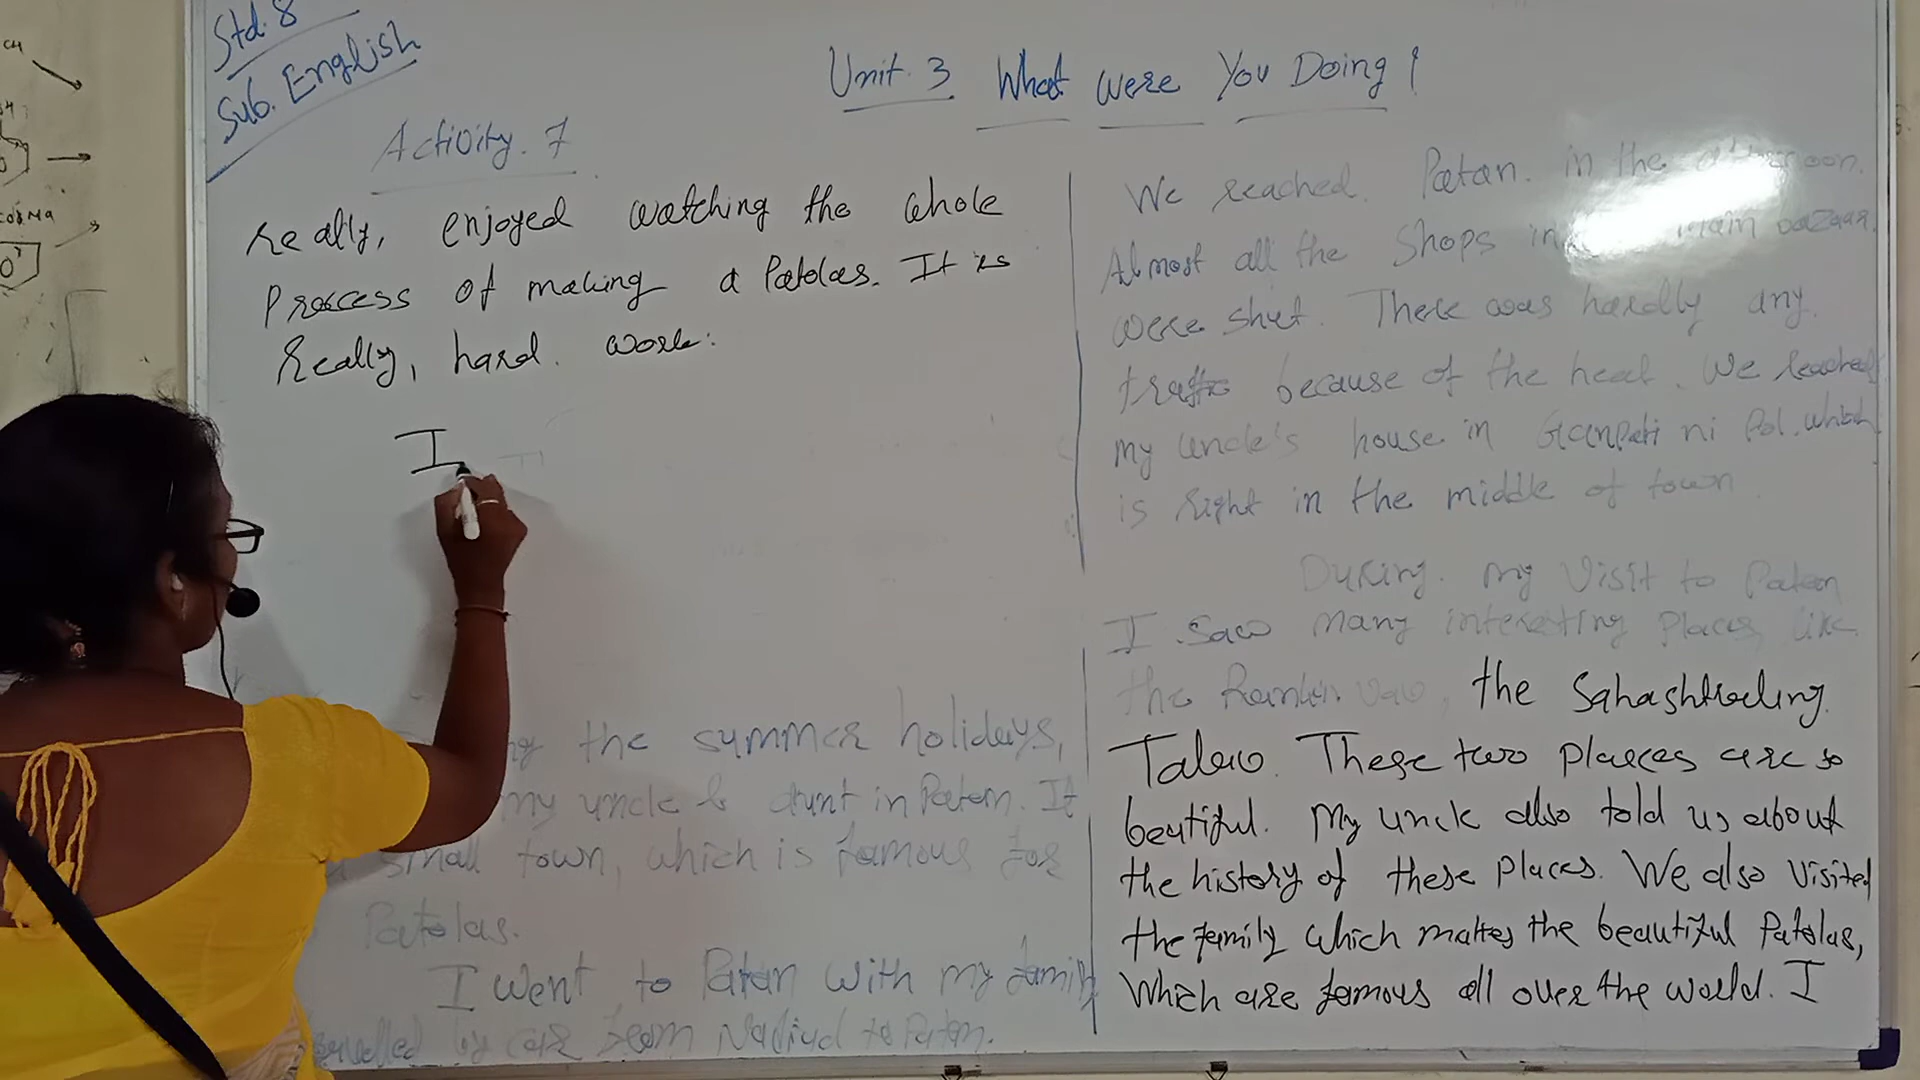 Std. 8
Sub. English
Unit. 3 What Were You Doing?
Activity. 7
Really, enjoyed watching the whole
Process of making a Patolas. It is
Really, hard. work.
I
the summer holidays,
my uncle & aunt in Patan. It
small town, which is famous for
Patolas.
I went to Patan with my family
travelled by car from Nadiad to Patan.
We reached. Patan. in the afternoon.
Almost all the Shops in main bazaar.
were shut. There was hardly any.
traffic because of the heat. We reached
my uncle's house in Ganpati ni Pol. which
is right in the middle of town.
During. my Visit to Patan
I saw many interesting places like
the Rankin Vav, the Sahashtraling.
Talav. These two places are so
beautiful. My uncle also told us about
the history of these places. We also visited
the family which makes the beautiful Patolas,
Which are famous all over the world. I